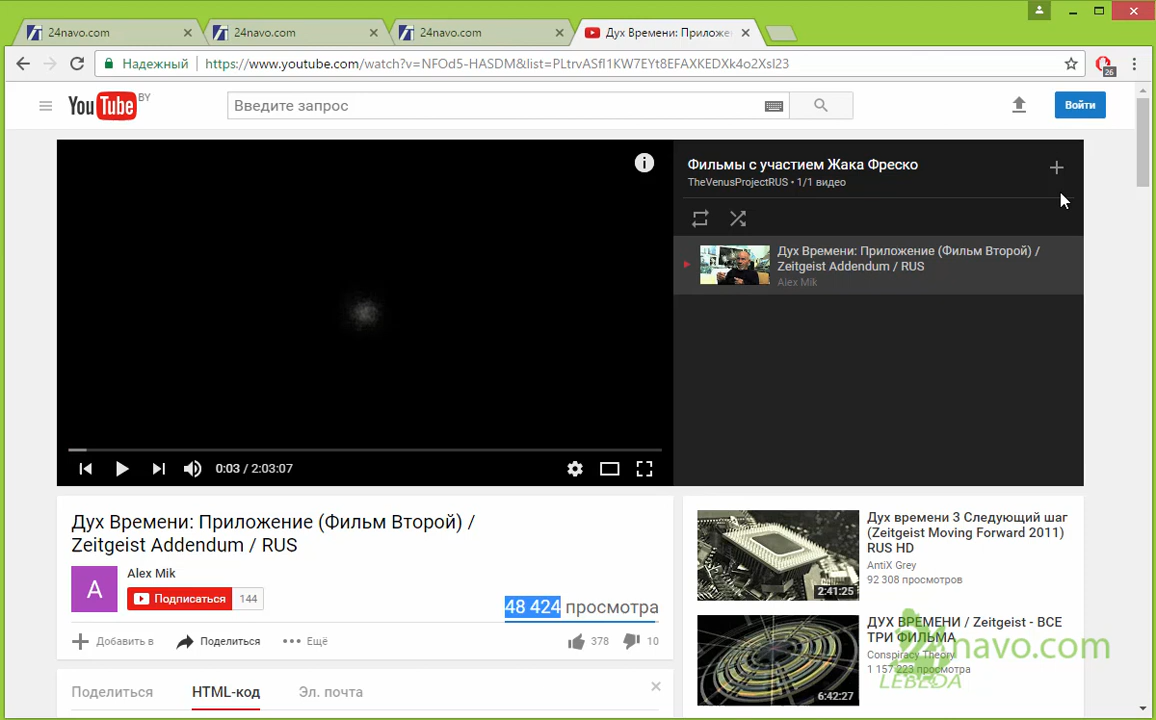 24navo.com
24navo.com
24navo.com
Дух Времени: Приложе
Надежный
https://www.youtube.com/watch?v=NFOd5-HASDM&list=PLtrvASfl1KW7EYt8EFAXKEDXk4o2Xsl23
26
YouTube BY
Введите запрос
Войти
Фильмы с участием Жака Фреско
TheVenusProjectRUS • 1/1 видео
Дух Времени: Приложение (Фильм Второй) /
Zeitgeist Addendum / RUS
Alex Mik
0:03 / 2:03:07
Дух Времени: Приложение (Фильм Второй) /
Zeitgeist Addendum / RUS
A
Alex Mik
Подписаться 144
48 424 просмотра
Добавить в
Поделиться
Ещё
378
10
Поделиться
HTML-код
Эл. почта
Дух времени 3 Следующий шаг
(Zeitgeist Moving Forward 2011)
RUS HD
AntiX Grey
92 308 просмотров
2:41:25
ДУХ ВРЕМЕНИ / Zeitgeist - ВСЕ
ТРИ ФИЛЬМА
Conspiracy Theory
1 157 223 просмотра
6:42:27
24navo.com
LEBEDA